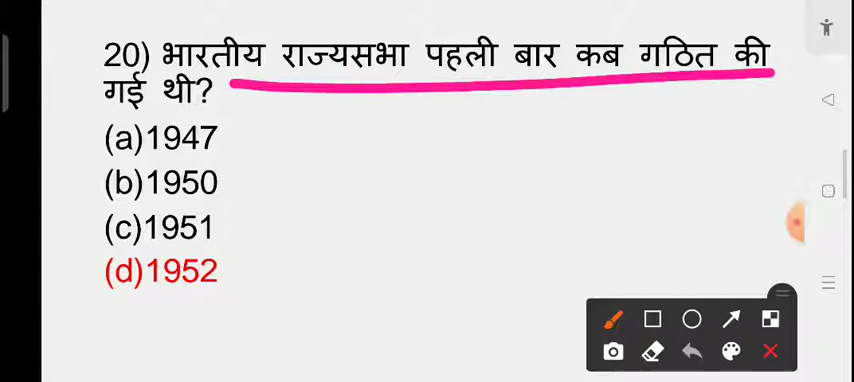 20) भारतीय राज्यसभा पहली बार कब गठित की
गई थी?
(a)1947
(b)1950
(c)1951
(d)1952